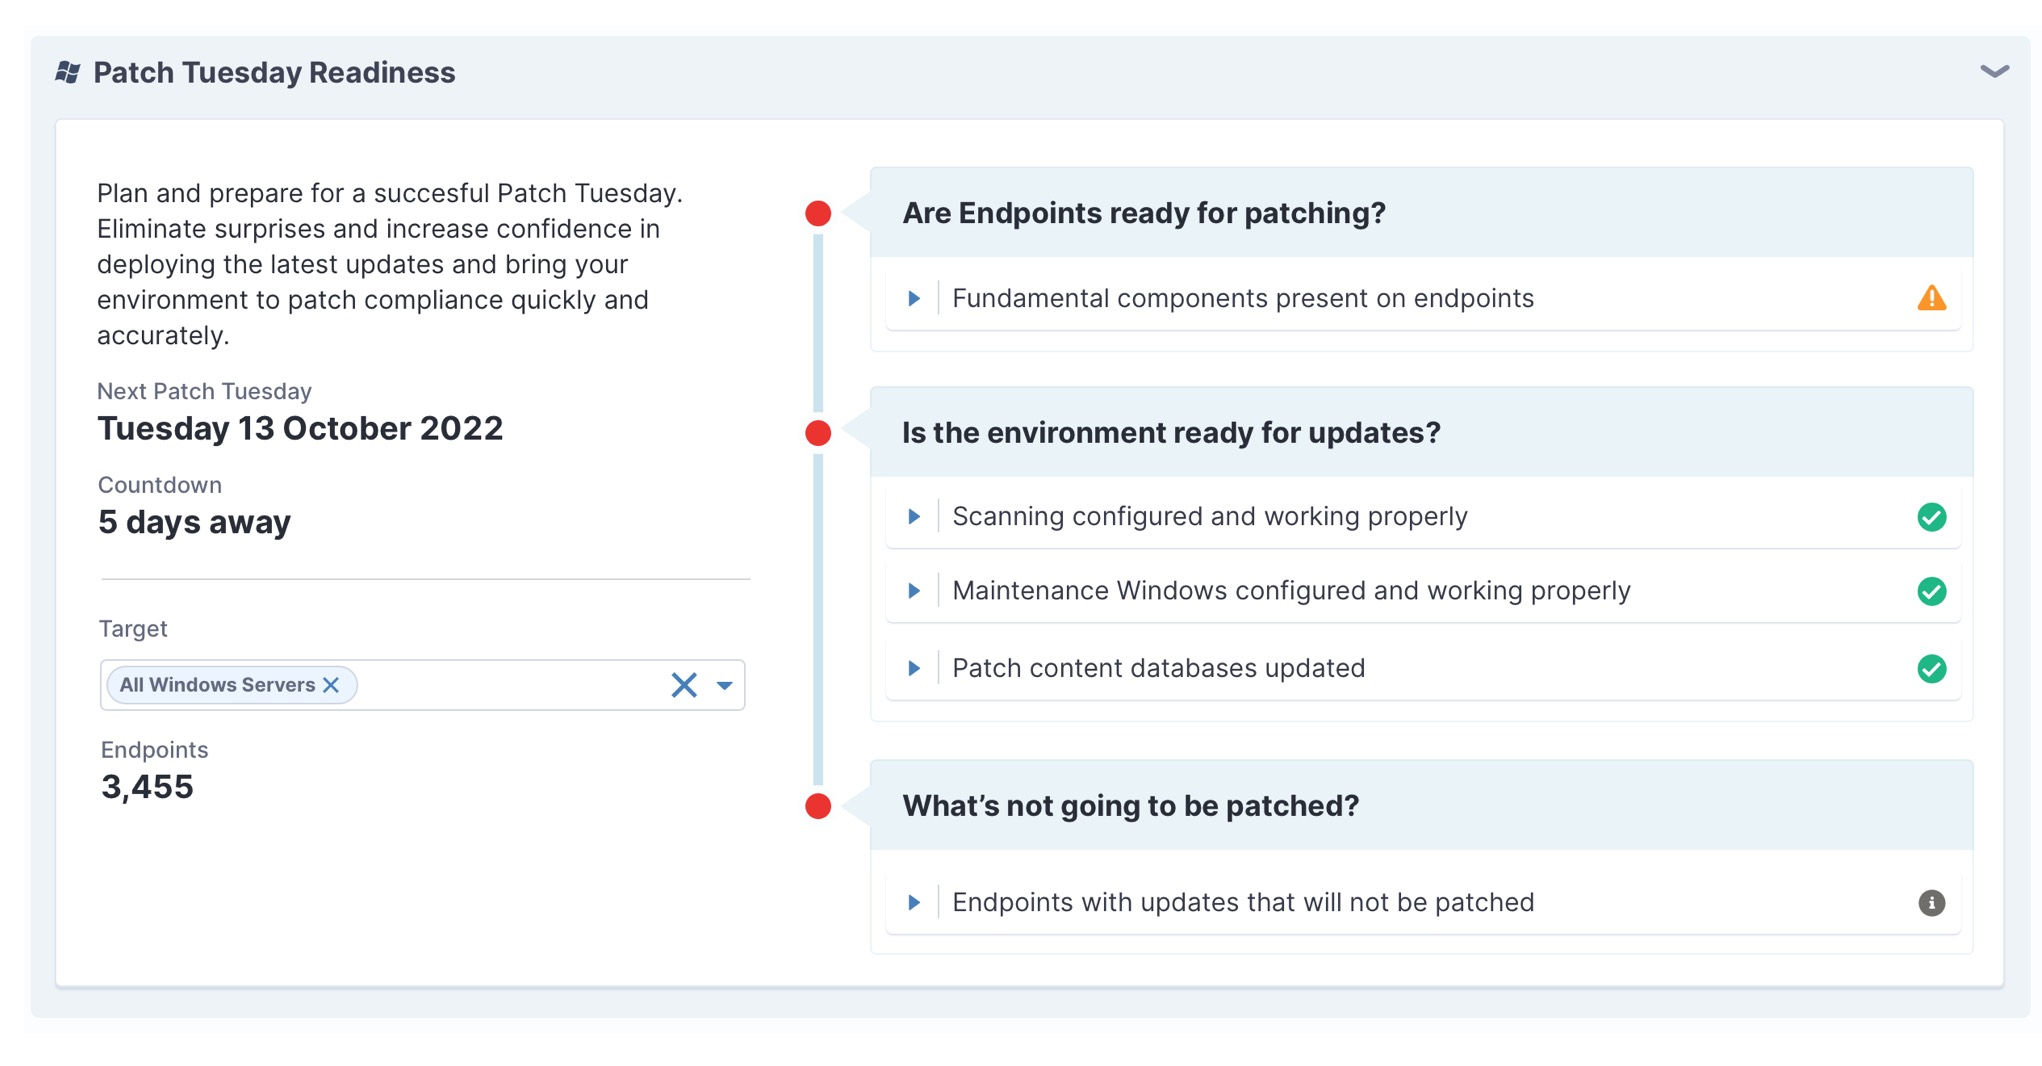 Patch Tuesday Readiness
Plan and prepare for a succesful Patch Tuesday.
Eliminate surprises and increase confidence in
deploying the latest updates and bring your
environment to patch compliance quickly and
accurately.
Next Patch Tuesday
Tuesday 13 October 2022
Countdown
5 days away
Target
All Windows Servers
Endpoints
3,455
Are Endpoints ready for patching?
Fundamental components present on endpoints
Is the environment ready for updates?
Scanning configured and working properly
Maintenance Windows configured and working properly
Patch content databases updated
What’s not going to be patched?
Endpoints with updates that will not be patched